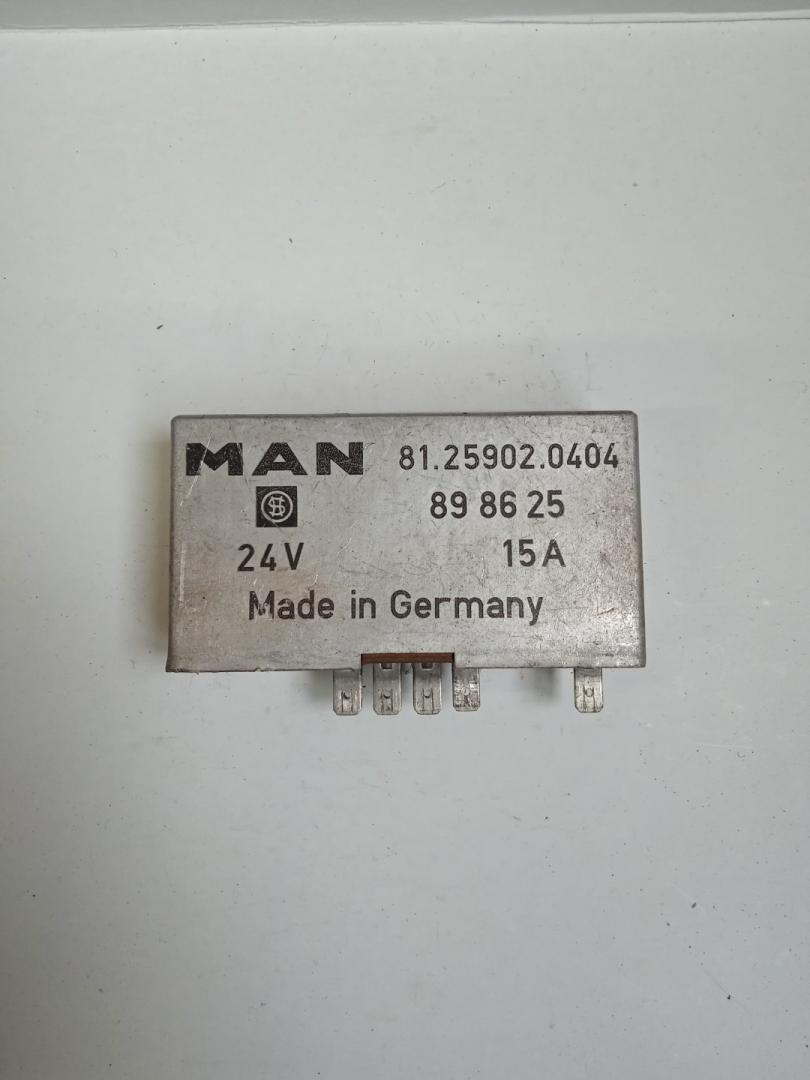 MAN 81.25902.0404
89 86 25
24V 15A
Made in Germany